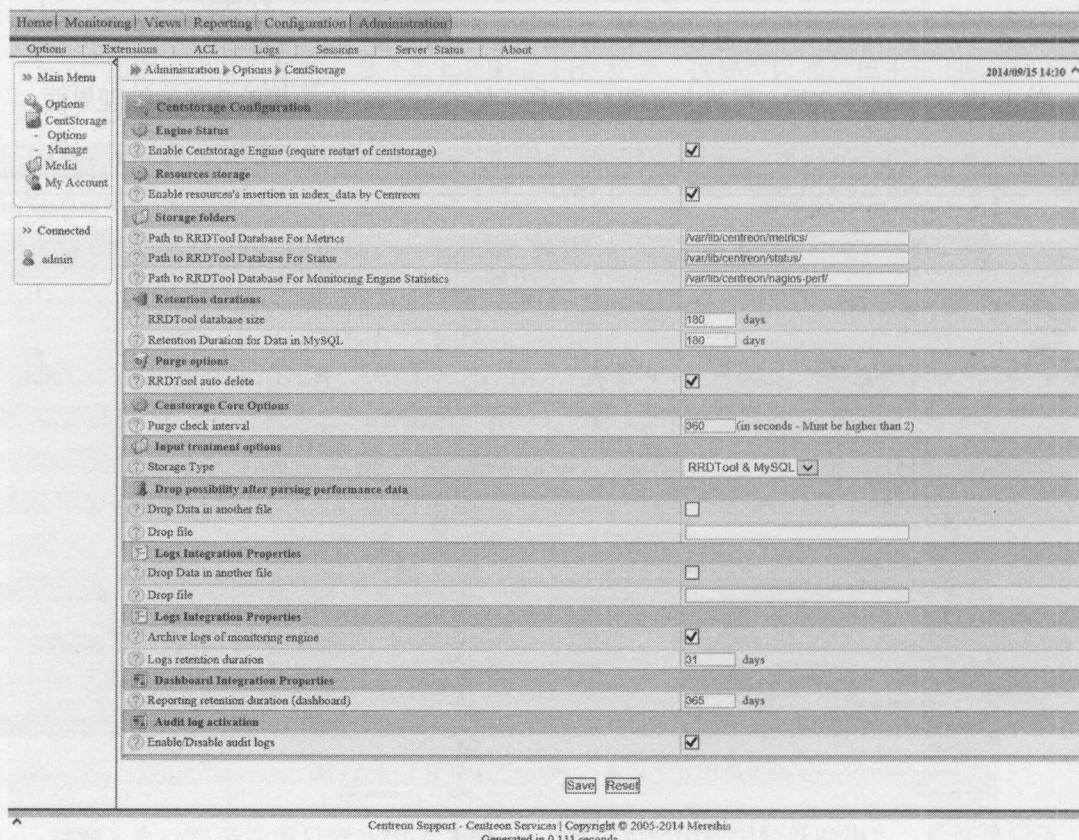 Home Monitoring Views Reporting Configuration Administration
Options Extensions ACL Logs Sessions Server Status About
» Main Menu
Options
CentStorage
- Options
- Manage
Media
My Account
» Connected
admin
Administration Options CentStorage
2014/09/15 14:10
Centstorage Configuration
Engine Status
Enable Centstorage Engine (require restart of centstorage)
Resources storage
Enable resources's insertion in index_data by Centreon
Storage folders
Path to RRDTool Database For Metrics /var/lib/centreon/metrics/
Path to RRDTool Database For Status /var/lib/centreon/status/
Path to RRDTool Database For Monitoring Engine Statistics /var/lib/centreon/nagios-perf/
Retention durations
RRDTool database size 180 days
Retention Duration for Data in MySQL 180 days
Purge options
RRDTool auto delete
Censtorage Core Options
Purge check interval 360 (in seconds - Must be higher than 2)
Input treatment options
Storage Type RRDTool & MySQL
Drop possibility after parsing performance data
Drop Data in another file
Drop file
Logs Integration Properties
Drop Data in another file
Drop file
Logs Integration Properties
Archive logs of monitoring engine
Logs retention duration 31 days
Dashboard Integration Properties
Reporting retention duration (dashboard) 365 days
Audit log activation
Enable/Disable audit logs
Save Reset
Centreon Support - Centreon Services | Copyright © 2005-2014 Merethis
Generated in 0.111 seconds